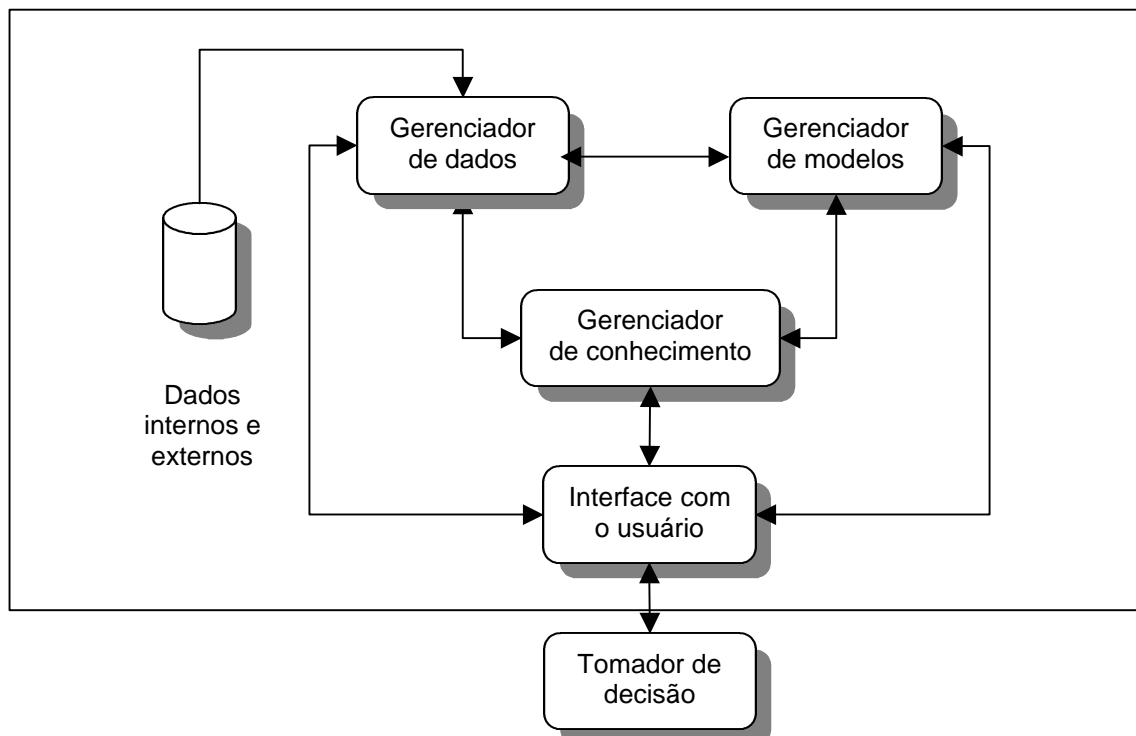 Gerenciador
de dados
Gerenciador
de modelos
Gerenciador
de conhecimento
Dados
internos e
externos
Interface com
o usuário
Tomador de
decisão